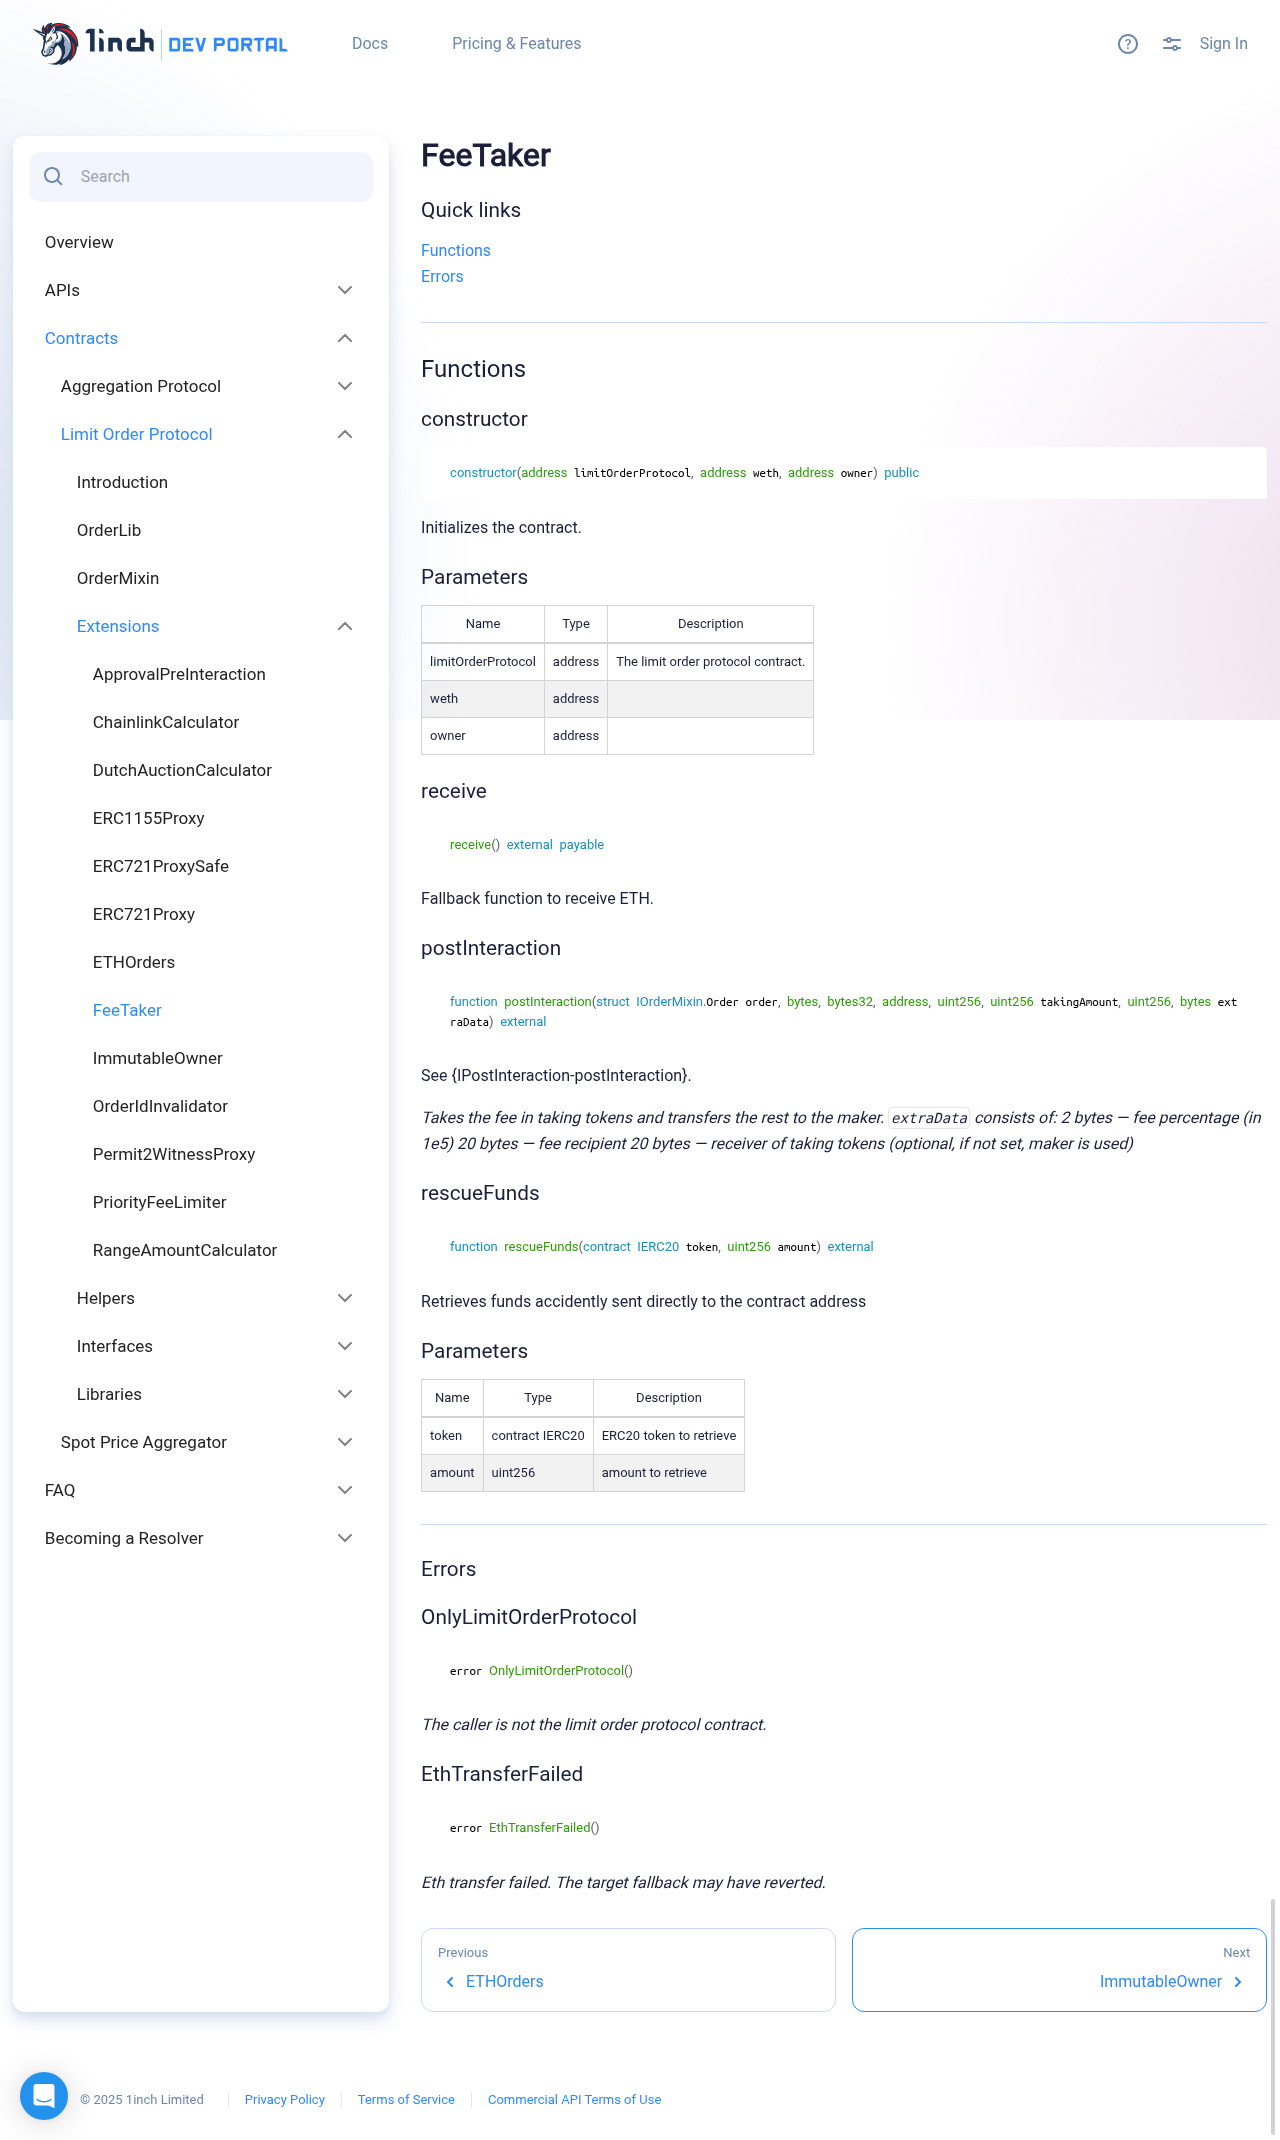 1inch DEV PORTAL
Docs
Pricing & Features
Sign In
Search
Overview
APIs
Contracts
Aggregation Protocol
Limit Order Protocol
Introduction
OrderLib
OrderMixin
Extensions
ApprovalPreInteraction
ChainlinkCalculator
DutchAuctionCalculator
ERC1155Proxy
ERC721ProxySafe
ERC721Proxy
ETHOrders
FeeTaker
ImmutableOwner
OrderIdInvalidator
Permit2WitnessProxy
PriorityFeeLimiter
RangeAmountCalculator
Helpers
Interfaces
Libraries
Spot Price Aggregator
FAQ
Becoming a Resolver
FeeTaker
Quick links
Functions
Errors
Functions
constructor
constructor(address limitOrderProtocol, address weth, address owner) public
Initializes the contract.
Parameters
Name Type Description
limitOrderProtocol address The limit order protocol contract.
weth address
owner address
receive
receive() external payable
Fallback function to receive ETH.
postInteraction
function postInteraction(struct IOrderMixin.Order order, bytes, bytes32, address, uint256, uint256 takingAmount, uint256, bytes ext
raData) external
See {IPostInteraction-postInteraction}.
Takes the fee in taking tokens and transfers the rest to the maker. extraData consists of: 2 bytes — fee percentage (in
1e5) 20 bytes — fee recipient 20 bytes — receiver of taking tokens (optional, if not set, maker is used)
rescueFunds
function rescueFunds(contract IERC20 token, uint256 amount) external
Retrieves funds accidently sent directly to the contract address
Parameters
Name Type Description
token contract IERC20 ERC20 token to retrieve
amount uint256 amount to retrieve
Errors
OnlyLimitOrderProtocol
error OnlyLimitOrderProtocol()
The caller is not the limit order protocol contract.
EthTransferFailed
error EthTransferFailed()
Eth transfer failed. The target fallback may have reverted.
Previous
ETHOrders
Next
ImmutableOwner
© 2025 1inch Limited
Privacy Policy
Terms of Service
Commercial API Terms of Use